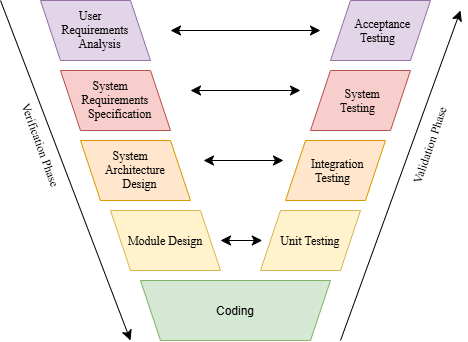 User
Requirements
Analysis
Acceptance
Testing
System
Requirements
Specification
System
Testing
Verification Phase
Validation Phase
System
Architecture
Design
Integration
Testing
Module Design
Unit Testing
Coding